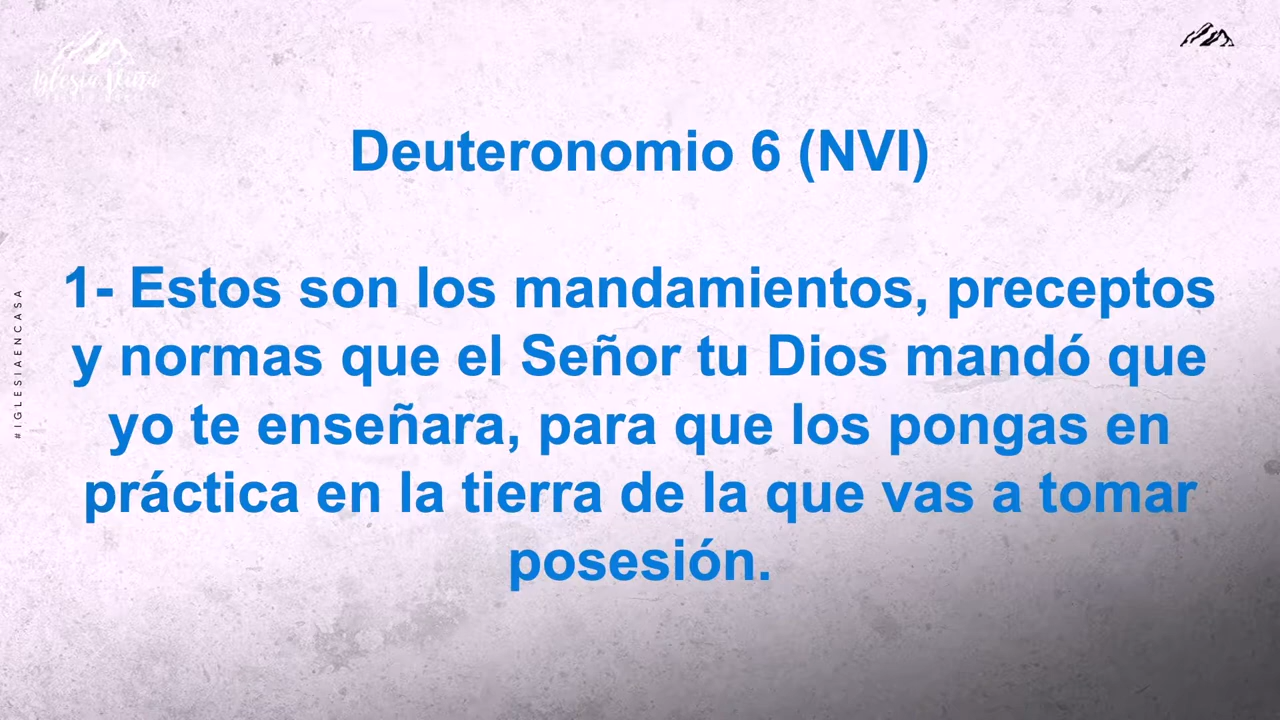 Deuteronomio 6 (NVI)
1- Estos son los mandamientos, preceptos
y normas que el Señor tu Dios mandó que
yo te enseñara, para que los pongas en
práctica en la tierra de la que vas a tomar
posesión.
#IGLESIAENCASA
Iglesia